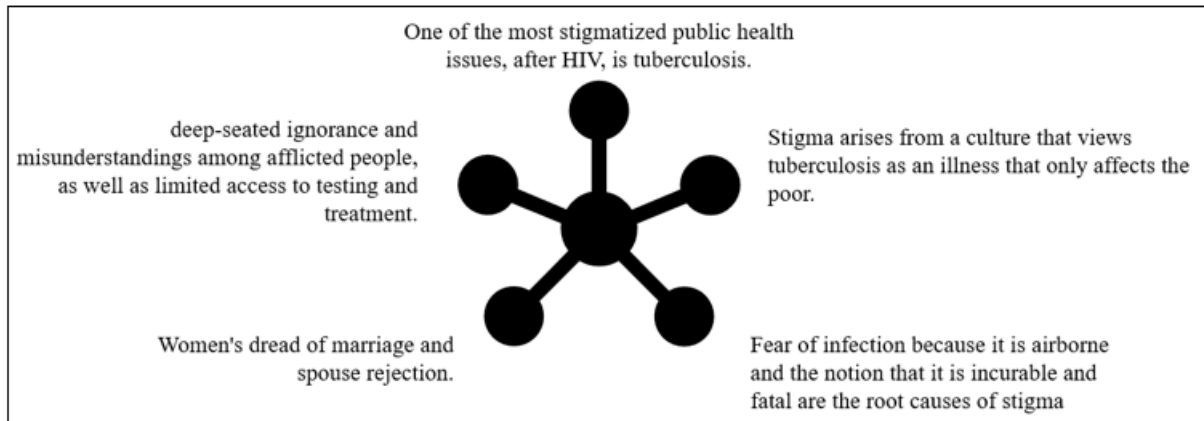 One of the most stigmatized public health
issues, after HIV, is tuberculosis.
deep-seated ignorance and
misunderstandings among afflicted people,
as well as limited access to testing and
treatment.
Stigma arises from a culture that views
tuberculosis as an illness that only affects the
poor.
Women's dread of marriage and
spouse rejection.
Fear of infection because it is airborne
and the notion that it is incurable and
fatal are the root causes of stigma